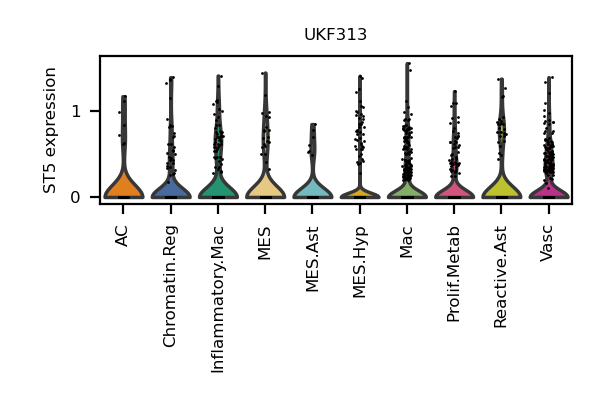 UKF313
ST5 expression
1
0
AC
Chromatin.Reg
Inflammatory.Mac
MES
MES.Ast
MES.Hyp
Mac
Prolif.Metab
Reactive.Ast
Vasc